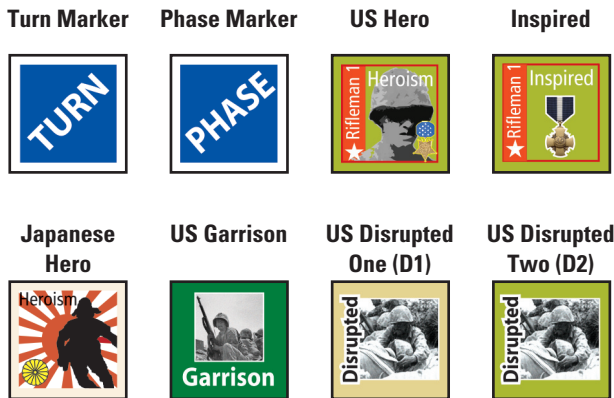 Turn Marker
Phase Marker
US Hero
Inspired
TURN
PHASE
Rifleman 1
Heroism
Rifleman 1
Inspired
Japanese
Hero
US Garrison
US Disrupted
One (D1)
US Disrupted
Two (D2)
Heroism
Garrison
Disrupted
Disrupted